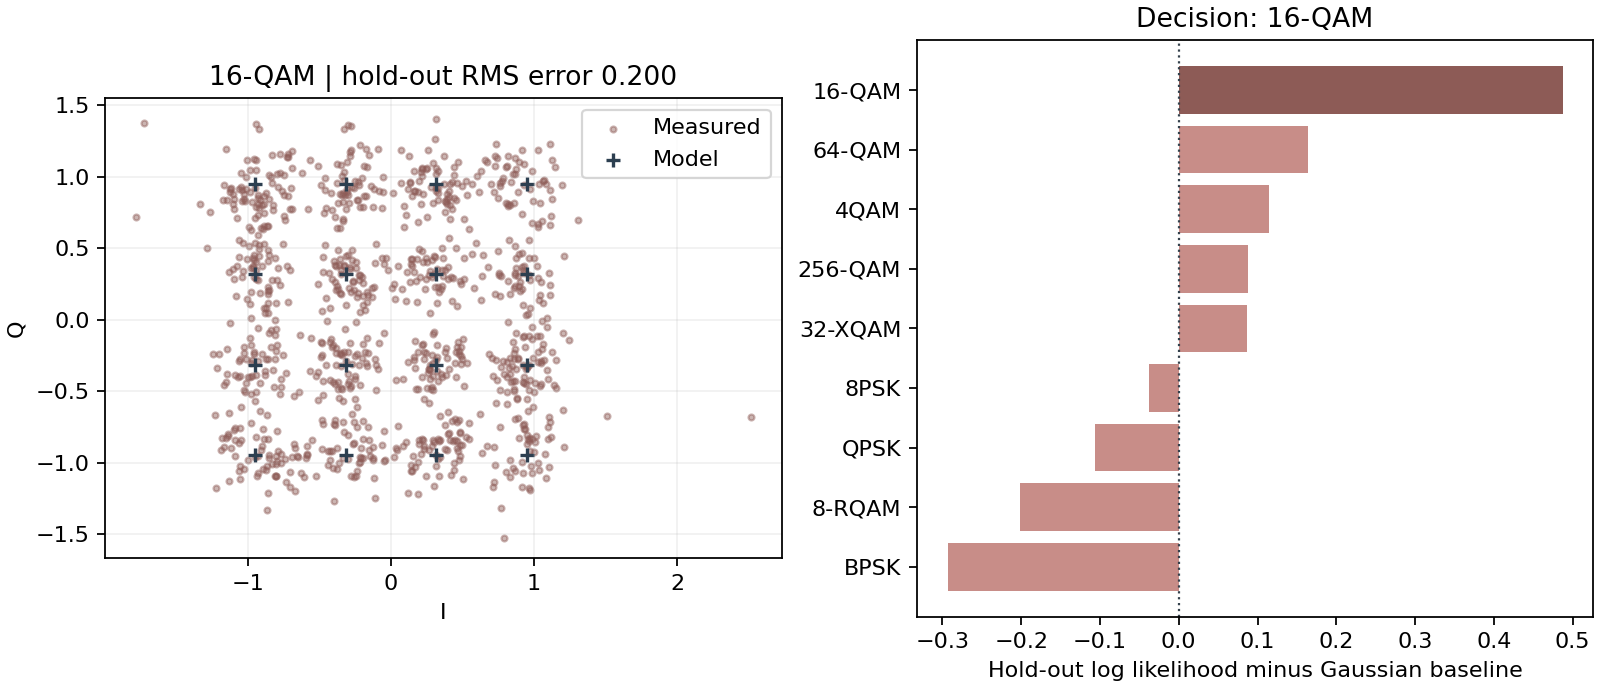 16-QAM | hold-out RMS error 0.200
Measured
Model
1.5
1.0
0.5
0.0
−0.5
−1.0
−1.5
Q
−1
0
1
2
I
Decision: 16-QAM
16-QAM
64-QAM
4QAM
256-QAM
32-XQAM
8PSK
QPSK
8-RQAM
BPSK
−0.3
−0.2
−0.1
0.0
0.1
0.2
0.3
0.4
0.5
Hold-out log likelihood minus Gaussian baseline